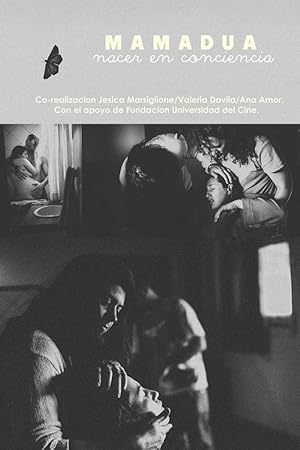 MAMADUA
nacer en conciencia
Co-realizacion Jesica Marsiglione/Valeria Davila/Ana Amor.
Con el apoyo de Fundacion Universidad del Cine.